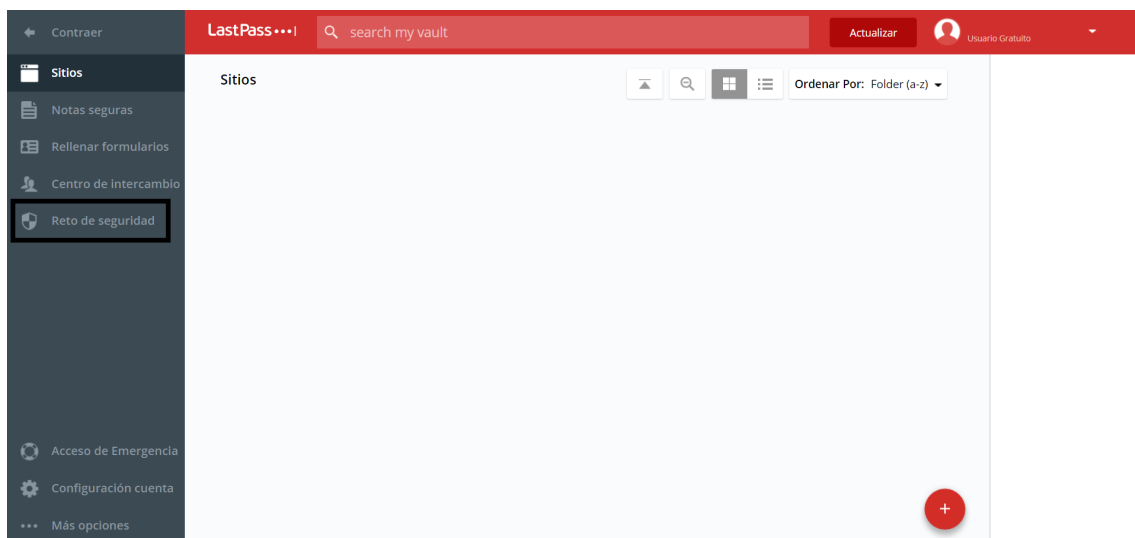 Contraer
LastPass •••|
search my vault
Actualizar
Usuario Gratuito
Sitios
Sitios
Ordenar Por: Folder (a-z)
Notas seguras
Rellenar formularios
Centro de intercambio
Reto de seguridad
Acceso de Emergencia
Configuración cuenta
Más opciones